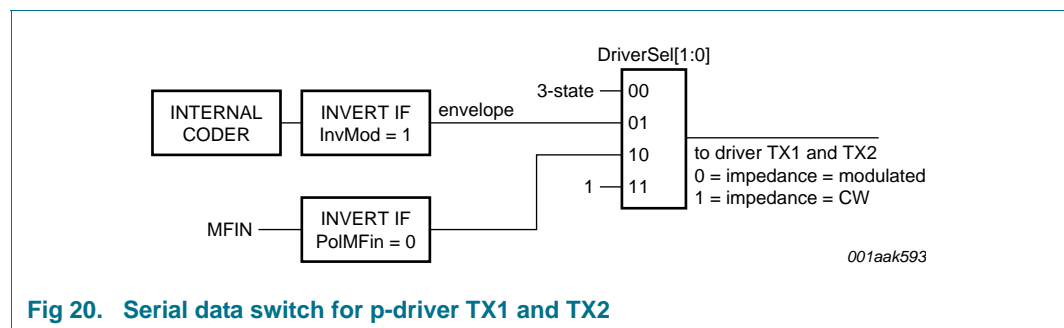 DriverSel[1:0]
3-state
00
INTERNAL
CODER
INVERT IF
InvMod = 1
envelope
01
10
1
11
to driver TX1 and TX2
0 = impedance = modulated
1 = impedance = CW
MFIN
INVERT IF
PolMFin = 0
001aak593
Fig 20. Serial data switch for p-driver TX1 and TX2